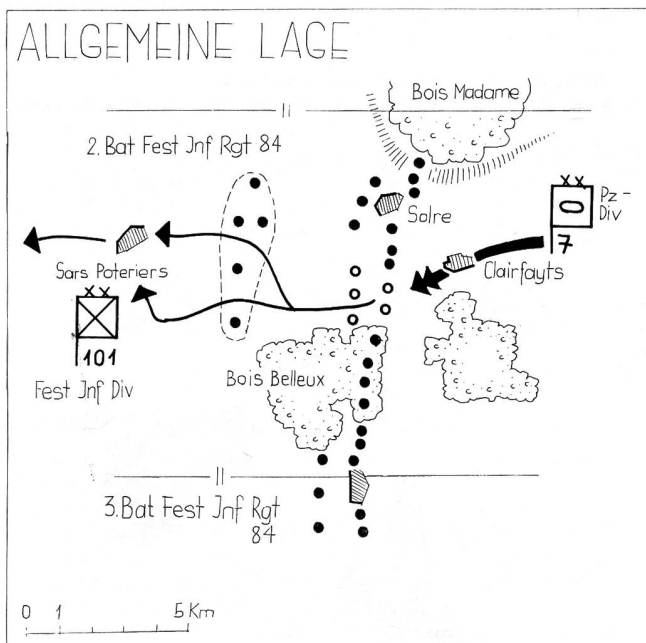 ALLGEMEINE LAGE
Bois Madame
2. Bat Fest Jnf Rgt 84
Solre
Pz-
Div
7
Clairfayts
Sars Poteriers
101
Fest Jnf Div
Bois Belleux
3. Bat Fest Jnf Rgt
84
0 1 5 Km